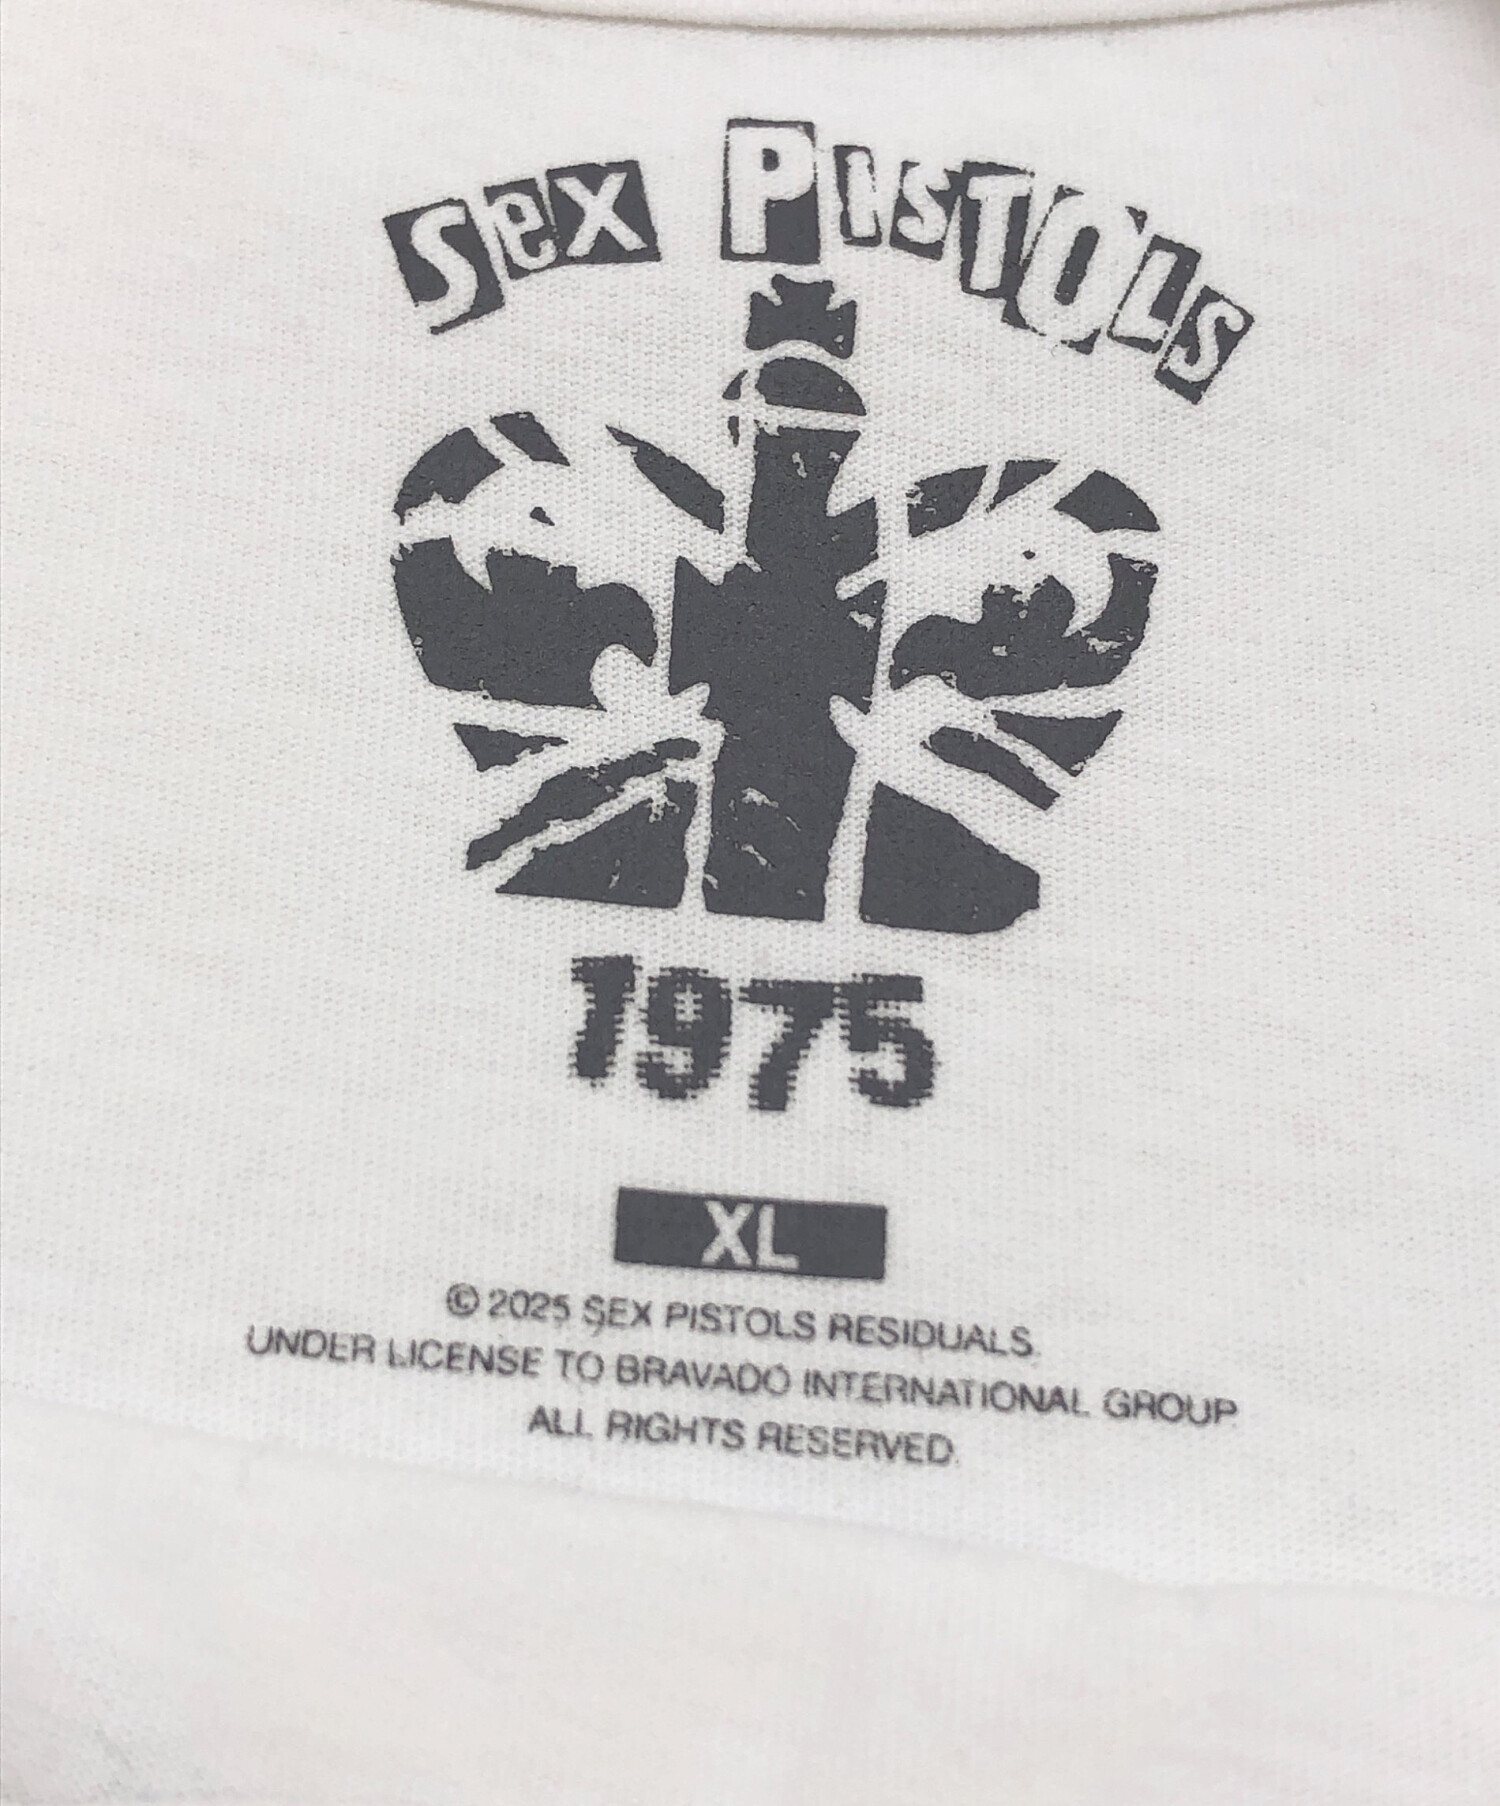 Sex PISTOLS
1975
XL
© 2025 SEX PISTOLS RESIDUALS.
UNDER LICENSE TO BRAVADO INTERNATIONAL GROUP.
ALL RIGHTS RESERVED.